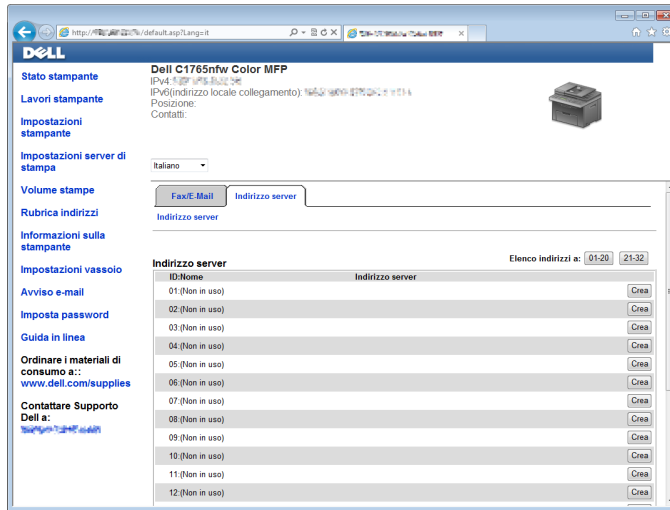 http:// /default.asp?Lang=it
DELL
Dell C1765nfw Color MFP
IPv4:
IPv6(indirizzo locale collegamento):
Posizione:
Contatti:
Italiano
Stato stampante
Lavori stampante
Impostazioni
stampante
Impostazioni server di
stampa
Volume stampe
Rubrica indirizzi
Informazioni sulla
stampante
Impostazioni vassoio
Avviso e-mail
Imposta password
Guida in linea
Ordinare i materiali di
consumo a::
www.dell.com/supplies
Contattare Supporto
Dell a:
Fax/E-Mail Indirizzo server
Indirizzo server
Indirizzo server Elenco indirizzi a: 01-20 21-32
ID:Nome Indirizzo server
01:(Non in uso) Crea
02:(Non in uso) Crea
03:(Non in uso) Crea
04:(Non in uso) Crea
05:(Non in uso) Crea
06:(Non in uso) Crea
07:(Non in uso) Crea
08:(Non in uso) Crea
09:(Non in uso) Crea
10:(Non in uso) Crea
11:(Non in uso) Crea
12:(Non in uso) Crea